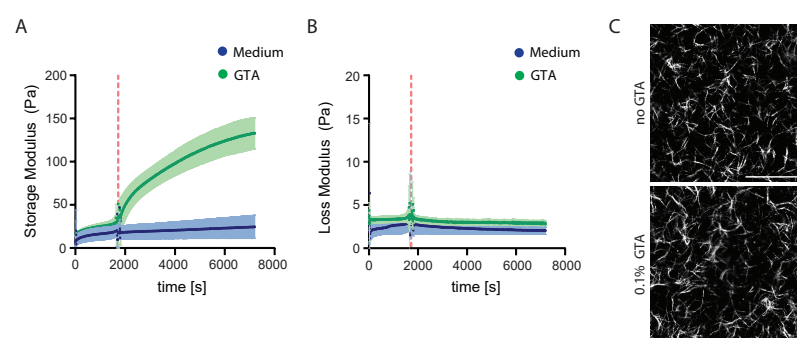 A
Medium
GTA
Storage Modulus (Pa)
200
150
100
50
0
0
2000
4000
6000
8000
time [s]
B
Medium
GTA
Loss Modulus (Pa)
20
15
10
5
0
0
2000
4000
6000
8000
time [s]
C
no GTA
0.1% GTA